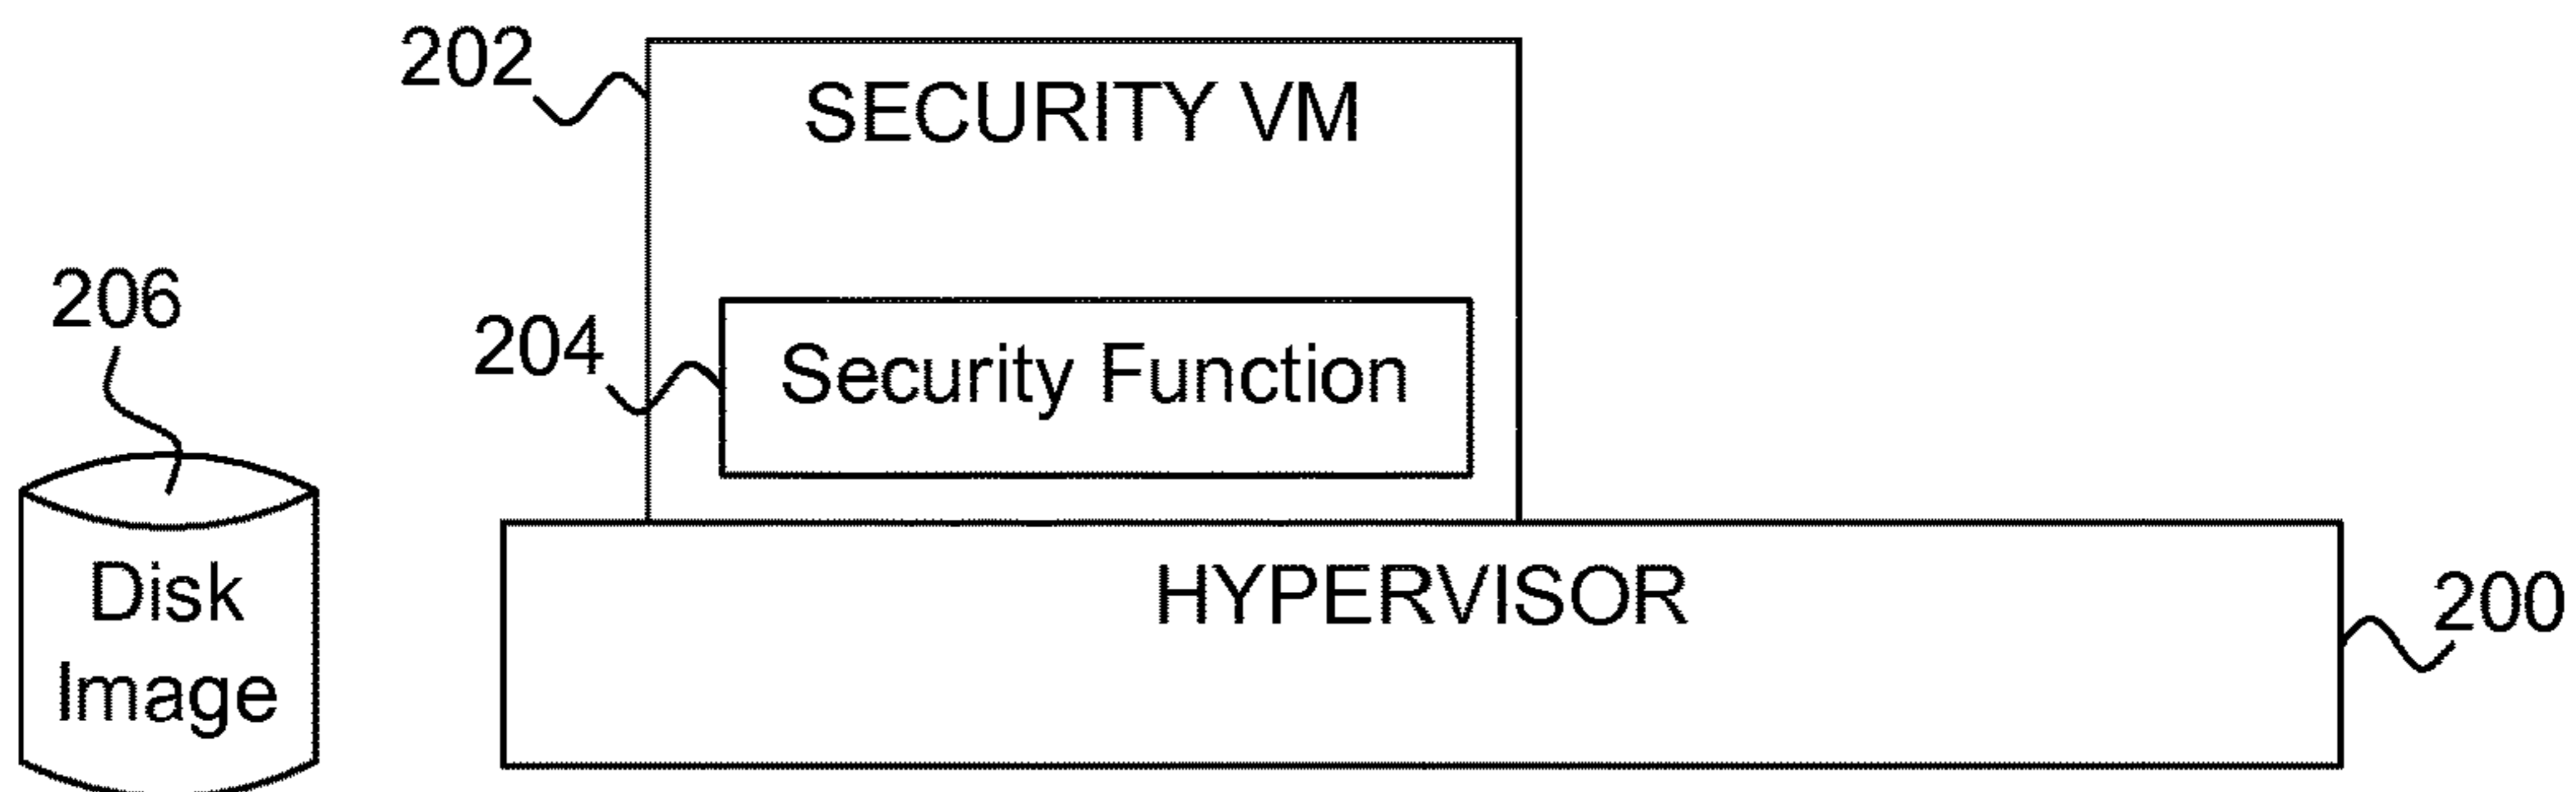 202
SECURITY VM
206
204
Security Function
Disk
Image
HYPERVISOR
200